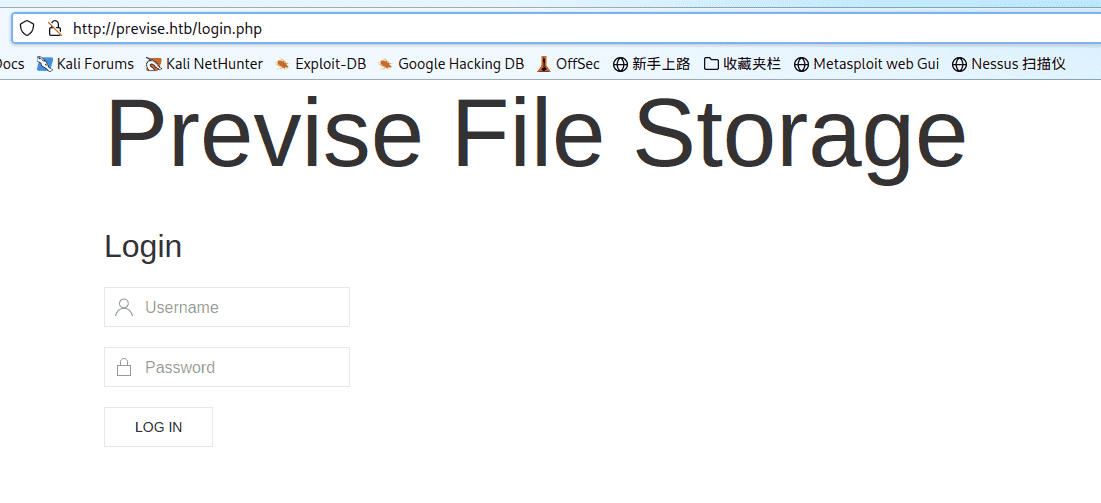 http://previse.htb/login.php
Docs Kali Forums Kali NetHunter Exploit-DB Google Hacking DB OffSec 新手上路 收藏夹栏 Metasploit web Gui Nessus 扫描仪
Previse File Storage
Login
Username
Password
LOG IN